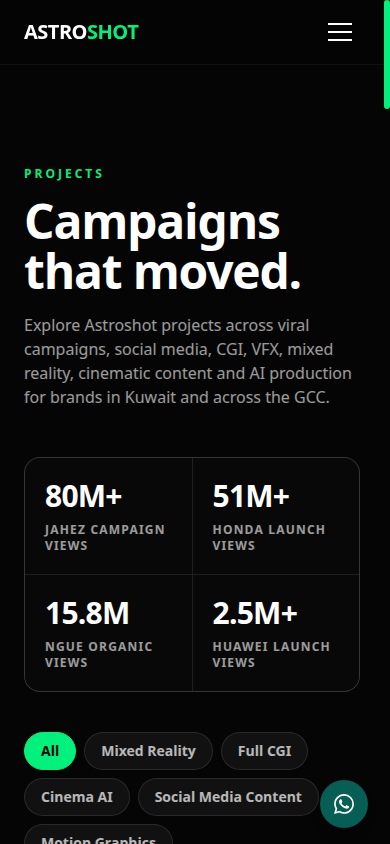 ASTROSHOT
PROJECTS
Campaigns
that moved.
Explore Astroshot projects across viral
campaigns, social media, CGI, VFX, mixed
reality, cinematic content and AI production
for brands in Kuwait and across the GCC.
80M+
JAHEZ CAMPAIGN
VIEWS
51M+
HONDA LAUNCH
VIEWS
15.8M
NGUE ORGANIC
VIEWS
2.5M+
HUAWEI LAUNCH
VIEWS
All
Mixed Reality
Full CGI
Cinema AI
Social Media Content
Motion Graphics